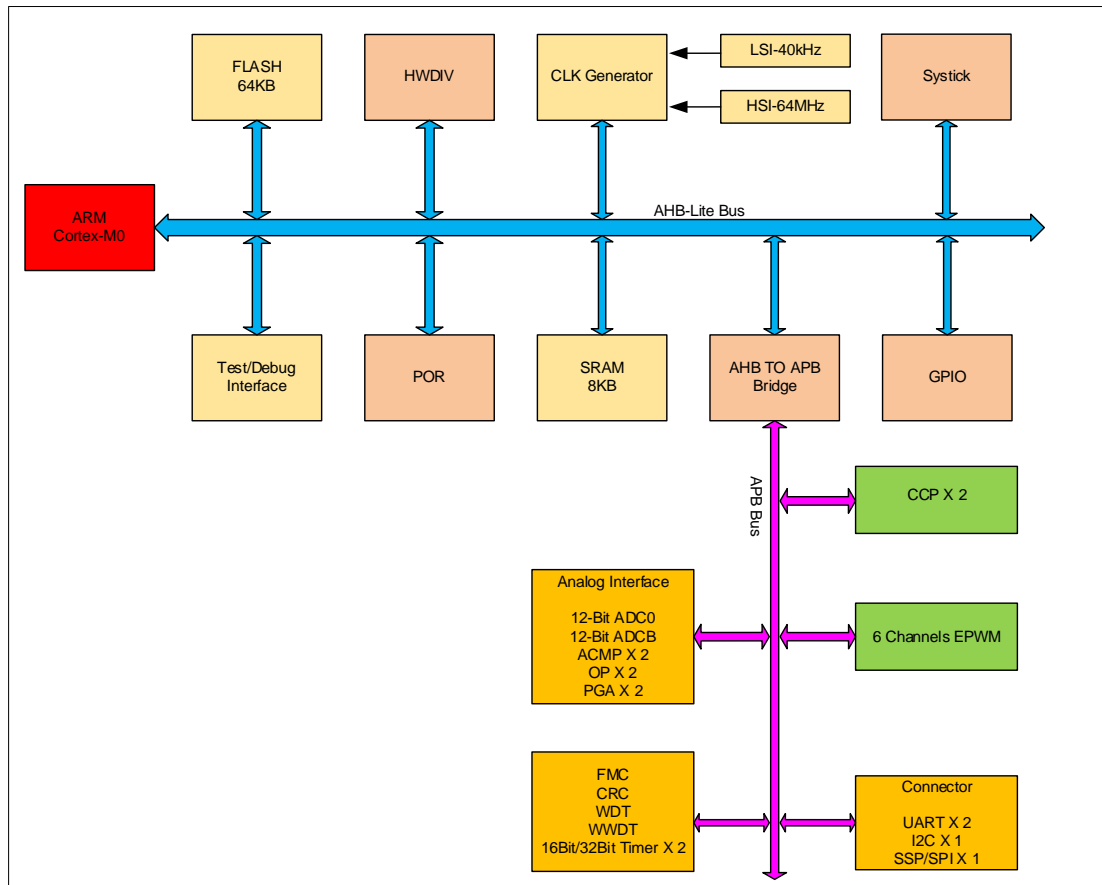 FLASH
64KB
HWDIV
CLK Generator
LSI-40kHz
HSI-64MHz
Systick
ARM
Cortex-M0
AHB-Lite Bus
Test/Debug
Interface
POR
SRAM
8KB
AHB TO APB
Bridge
GPIO
APB Bus
CCP X 2
Analog Interface
12-Bit ADC0
12-Bit ADCB
ACMP X 2
OP X 2
PGA X 2
6 Channels EPWM
FMC
CRC
WDT
WWDT
16Bit/32Bit Timer X 2
Connector
UART X 2
I2C X 1
SSP/SPI X 1